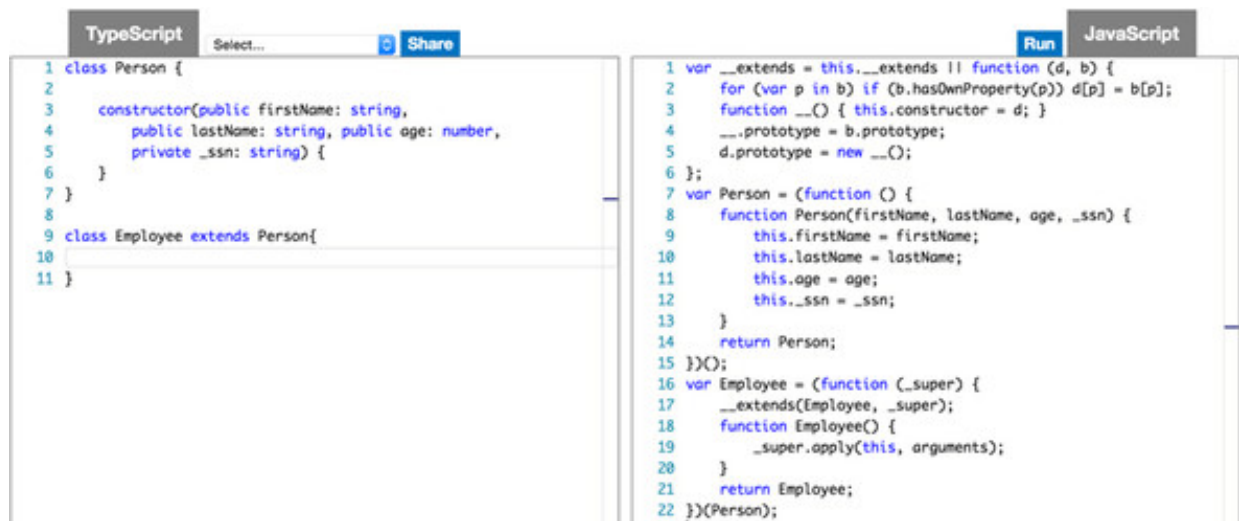 TypeScript
Select...
Share
1 class Person {
2
3     constructor(public firstName: string,
4         public lastName: string, public age: number,
5         private _ssn: string) {
6     }
7 }
8
9 class Employee extends Person{
10
11 }
Run
JavaScript
1 var __extends = this.__extends || function (d, b) {
2     for (var p in b) if (b.hasOwnProperty(p)) d[p] = b[p];
3     function __() { this.constructor = d; }
4     __.prototype = b.prototype;
5     d.prototype = new __();
6 };
7 var Person = (function () {
8     function Person(firstName, lastName, age, _ssn) {
9         this.firstName = firstName;
10         this.lastName = lastName;
11         this.age = age;
12         this._ssn = _ssn;
13     }
14     return Person;
15 })();
16 var Employee = (function (_super) {
17     __extends(Employee, _super);
18     function Employee() {
19         _super.apply(this, arguments);
20     }
21     return Employee;
22 })(Person);